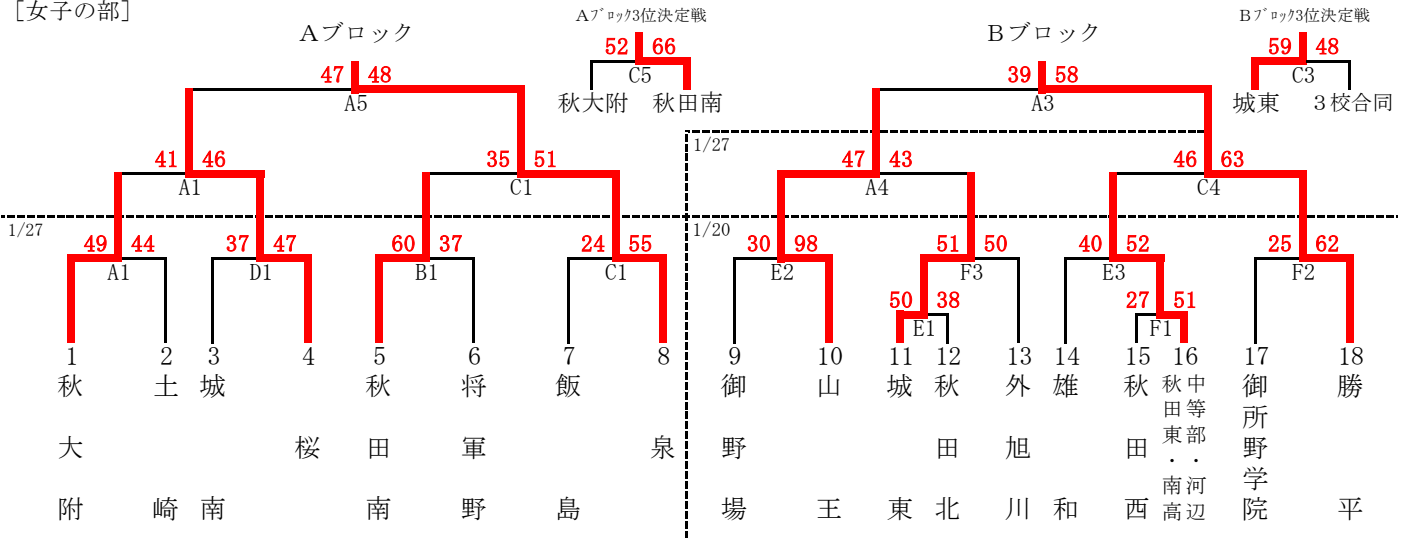 [女子の部]
Aブロック
Aブロック3位決定戦
52 66
C5
秋大附 秋田南
Bブロック
Bブロック3位決定戦
59 48
C3
城東 3校合同
47 48
A5
39 58
A3
1/27
41 46
A1
35 51
C1
47 43
A4
46 63
C4
1/27
1/20
49 44
A1
37 47
D1
60 37
B1
24 55
C1
30 98
E2
51 50
F3
40 52
E3
25 62
F2
50 38
E1
27 51
F1
1 2 3 4 5 6 7 8 9 10 11 12 13 14 15 16 17 18
秋大附
土崎
城南
桜
秋田南
将軍野
飯島
泉
御野場
山王
城東
秋田北
外旭川
雄和
秋田西
秋田東・南高
中等部・河辺
御所野学院
勝平